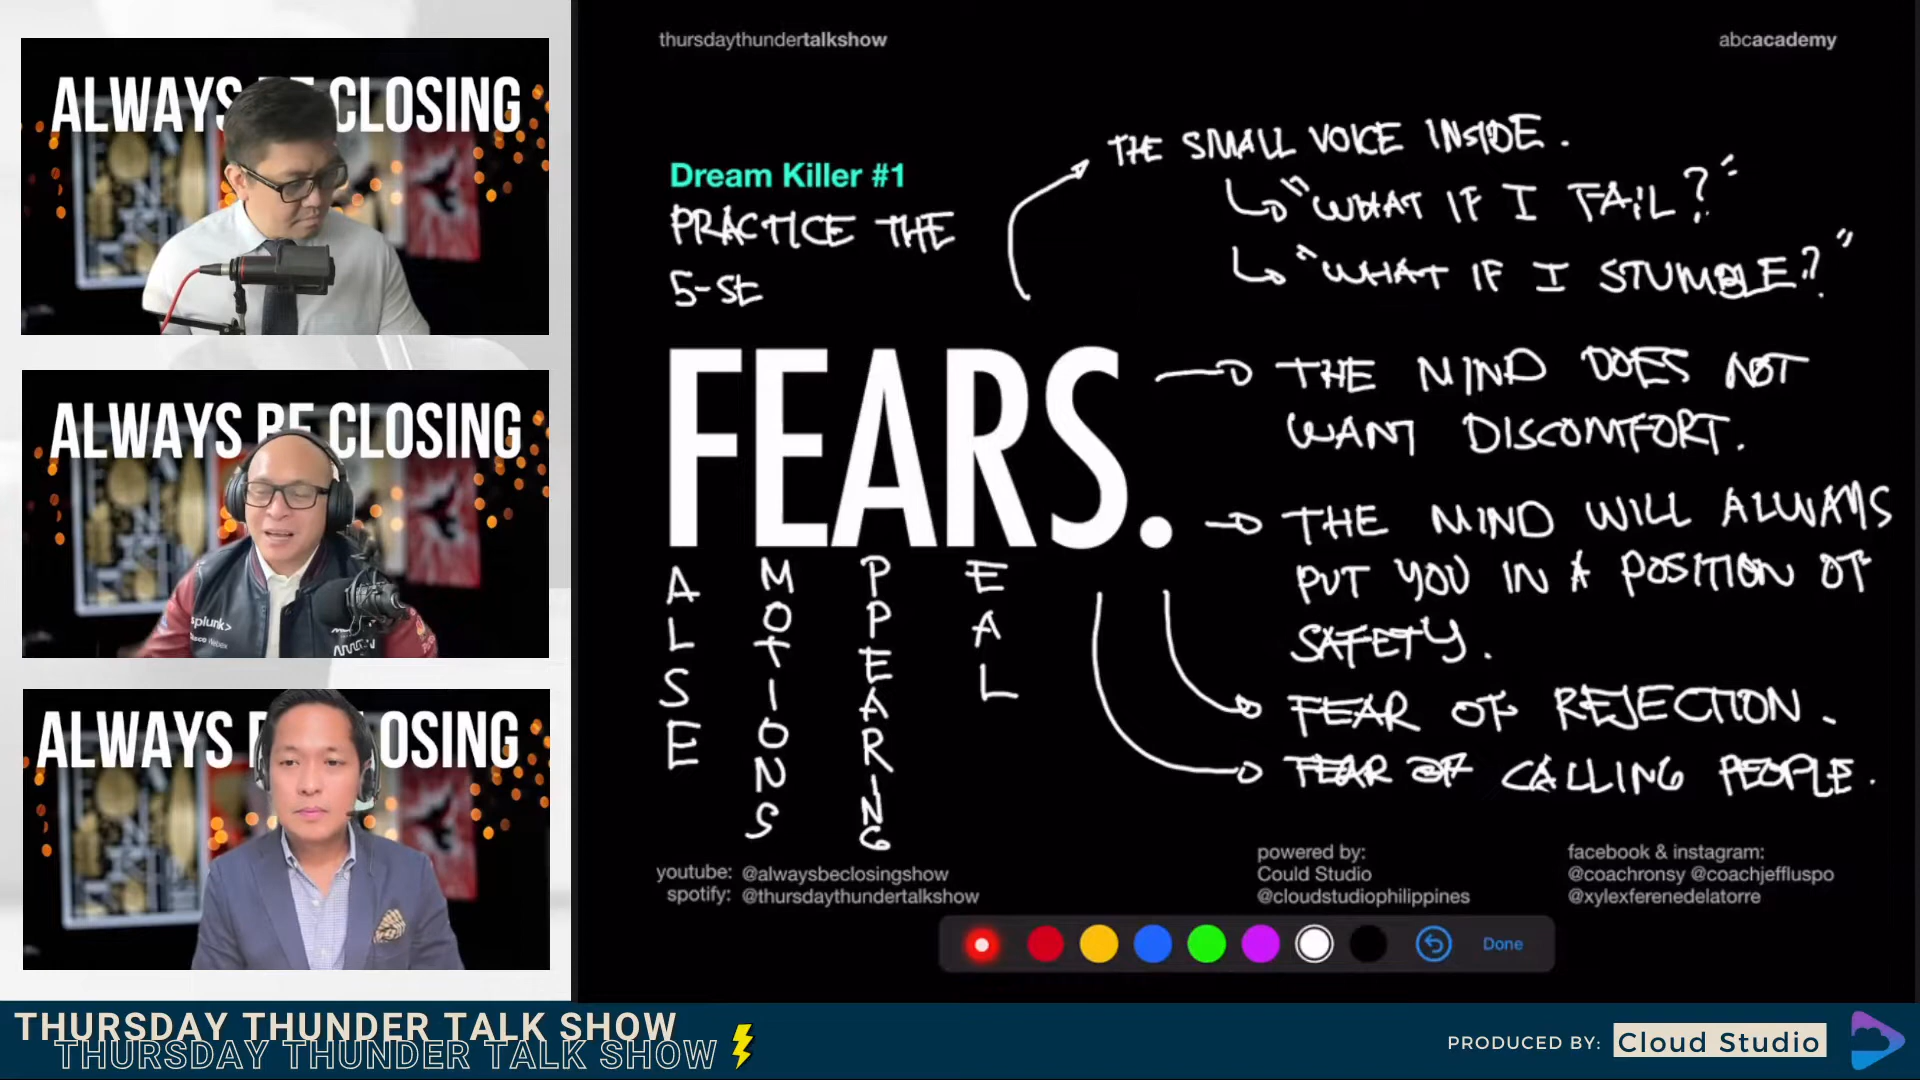 ALWAYS BE CLOSING
ALWAYS BE CLOSING
splunk>
ALWAYS B LOSING
thursdaythundertalkshow
abcacademy
Dream Killer #1
PRACTICE THE
5-SE
THE SMALL VOICE INSIDE.
"WHAT IF I FAIL?"
"WHAT IF I STUMBLE?"
FEARS.
ALSE
MOTIONS
PPEARING
EAL
THE MIND DOES NOT
WANT DISCOMFORT.
THE MIND WILL ALWAYS
PUT YOU IN A POSITION OF
SAFETY.
FEAR OF REJECTION.
FEAR OF CALLING PEOPLE.
youtube: @alwaysbeclosingshow
spotify: @thursdaythundertalkshow
powered by:
Could Studio
@cloudstudiophilippines
facebook & instagram:
@coachronsy @coachjeffluspo
@xylexferenedelatorre
Done
THURSDAY THUNDER TALK SHOW
THURSDAY THUNDER TALK SHOW
PRODUCED BY: Cloud Studio